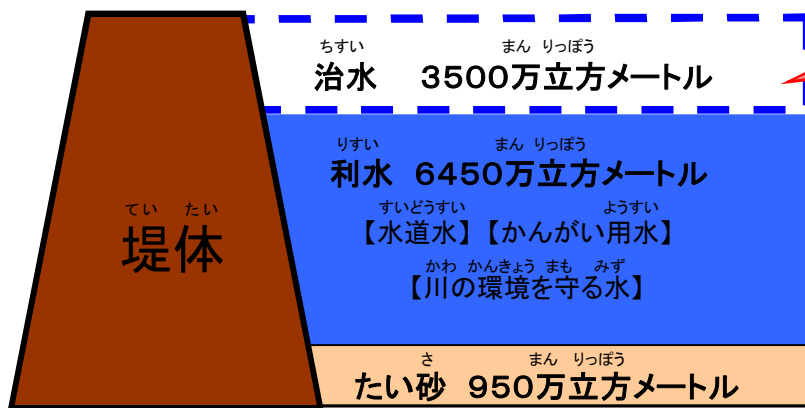 ちすい まん りっぽう
治水 3500万立方メートル
りすい まん りっぽう
利水 6450万立方メートル
すいどうすい ようすい
【水道水】【かんがい用水】
かわ かんきょう まも みず
【川の環境を守る水】
てい たい
堤体
さ まん りっぽう
たい砂 950万立方メートル